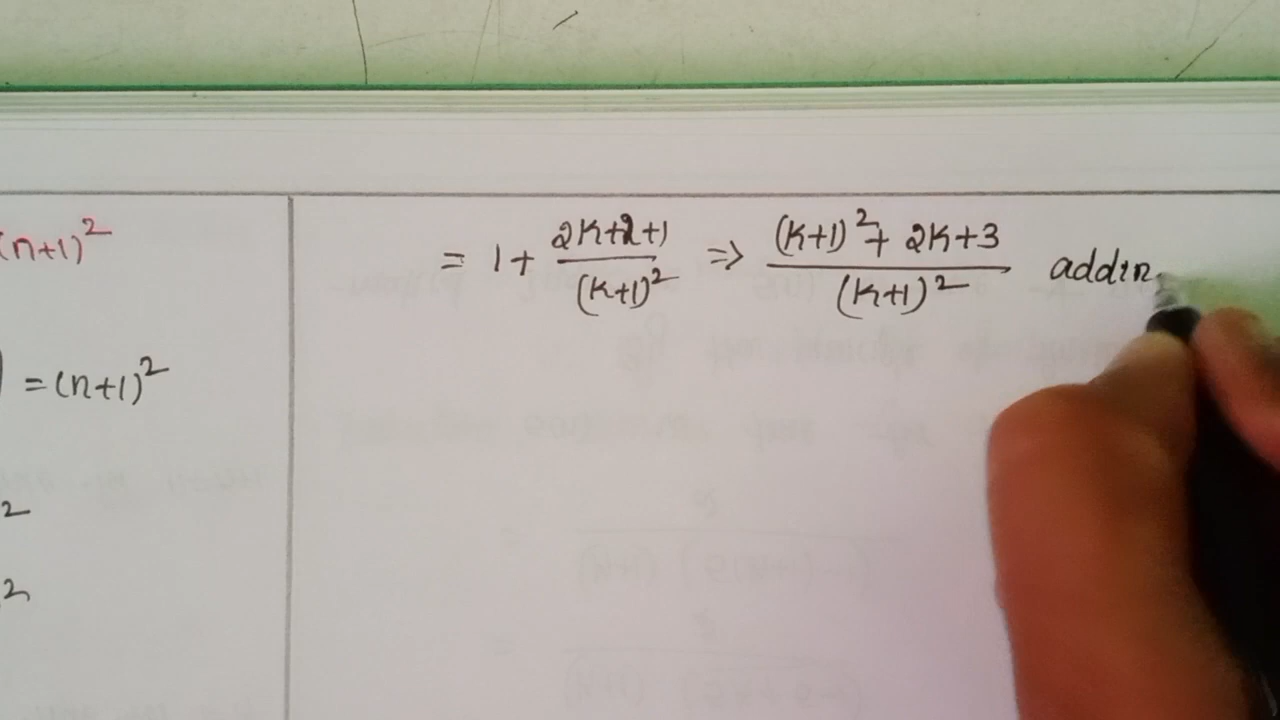 (n+1)²
= 1 + (2K+2+1)/(K+1)² => ((K+1)² + 2K+3)/(K+1)² addin
) = (n+1)²
2
2